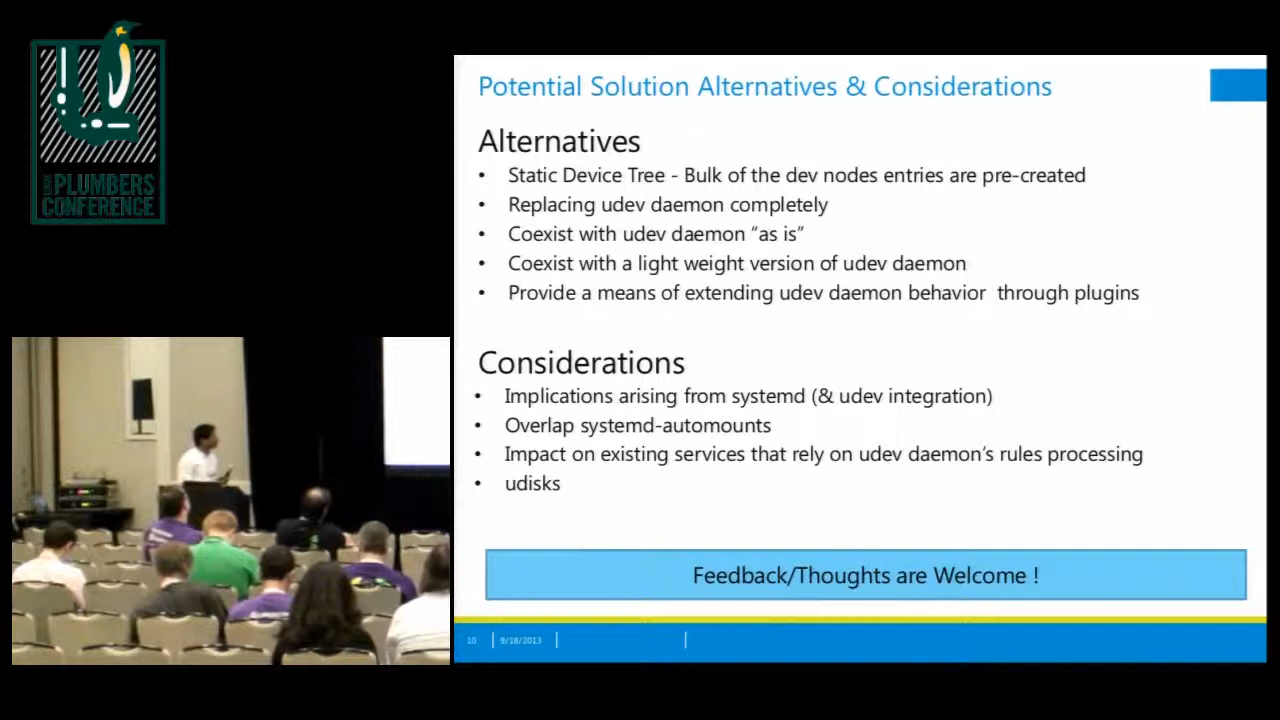 LINUX
PLUMBERS
CONFERENCE
Potential Solution Alternatives & Considerations
Alternatives
• Static Device Tree - Bulk of the dev nodes entries are pre-created
• Replacing udev daemon completely
• Coexist with udev daemon “as is”
• Coexist with a light weight version of udev daemon
• Provide a means of extending udev daemon behavior through plugins
Considerations
• Implications arising from systemd (& udev integration)
• Overlap systemd-automounts
• Impact on existing services that rely on udev daemon’s rules processing
• udisks
Feedback/Thoughts are Welcome !
10 9/18/2013